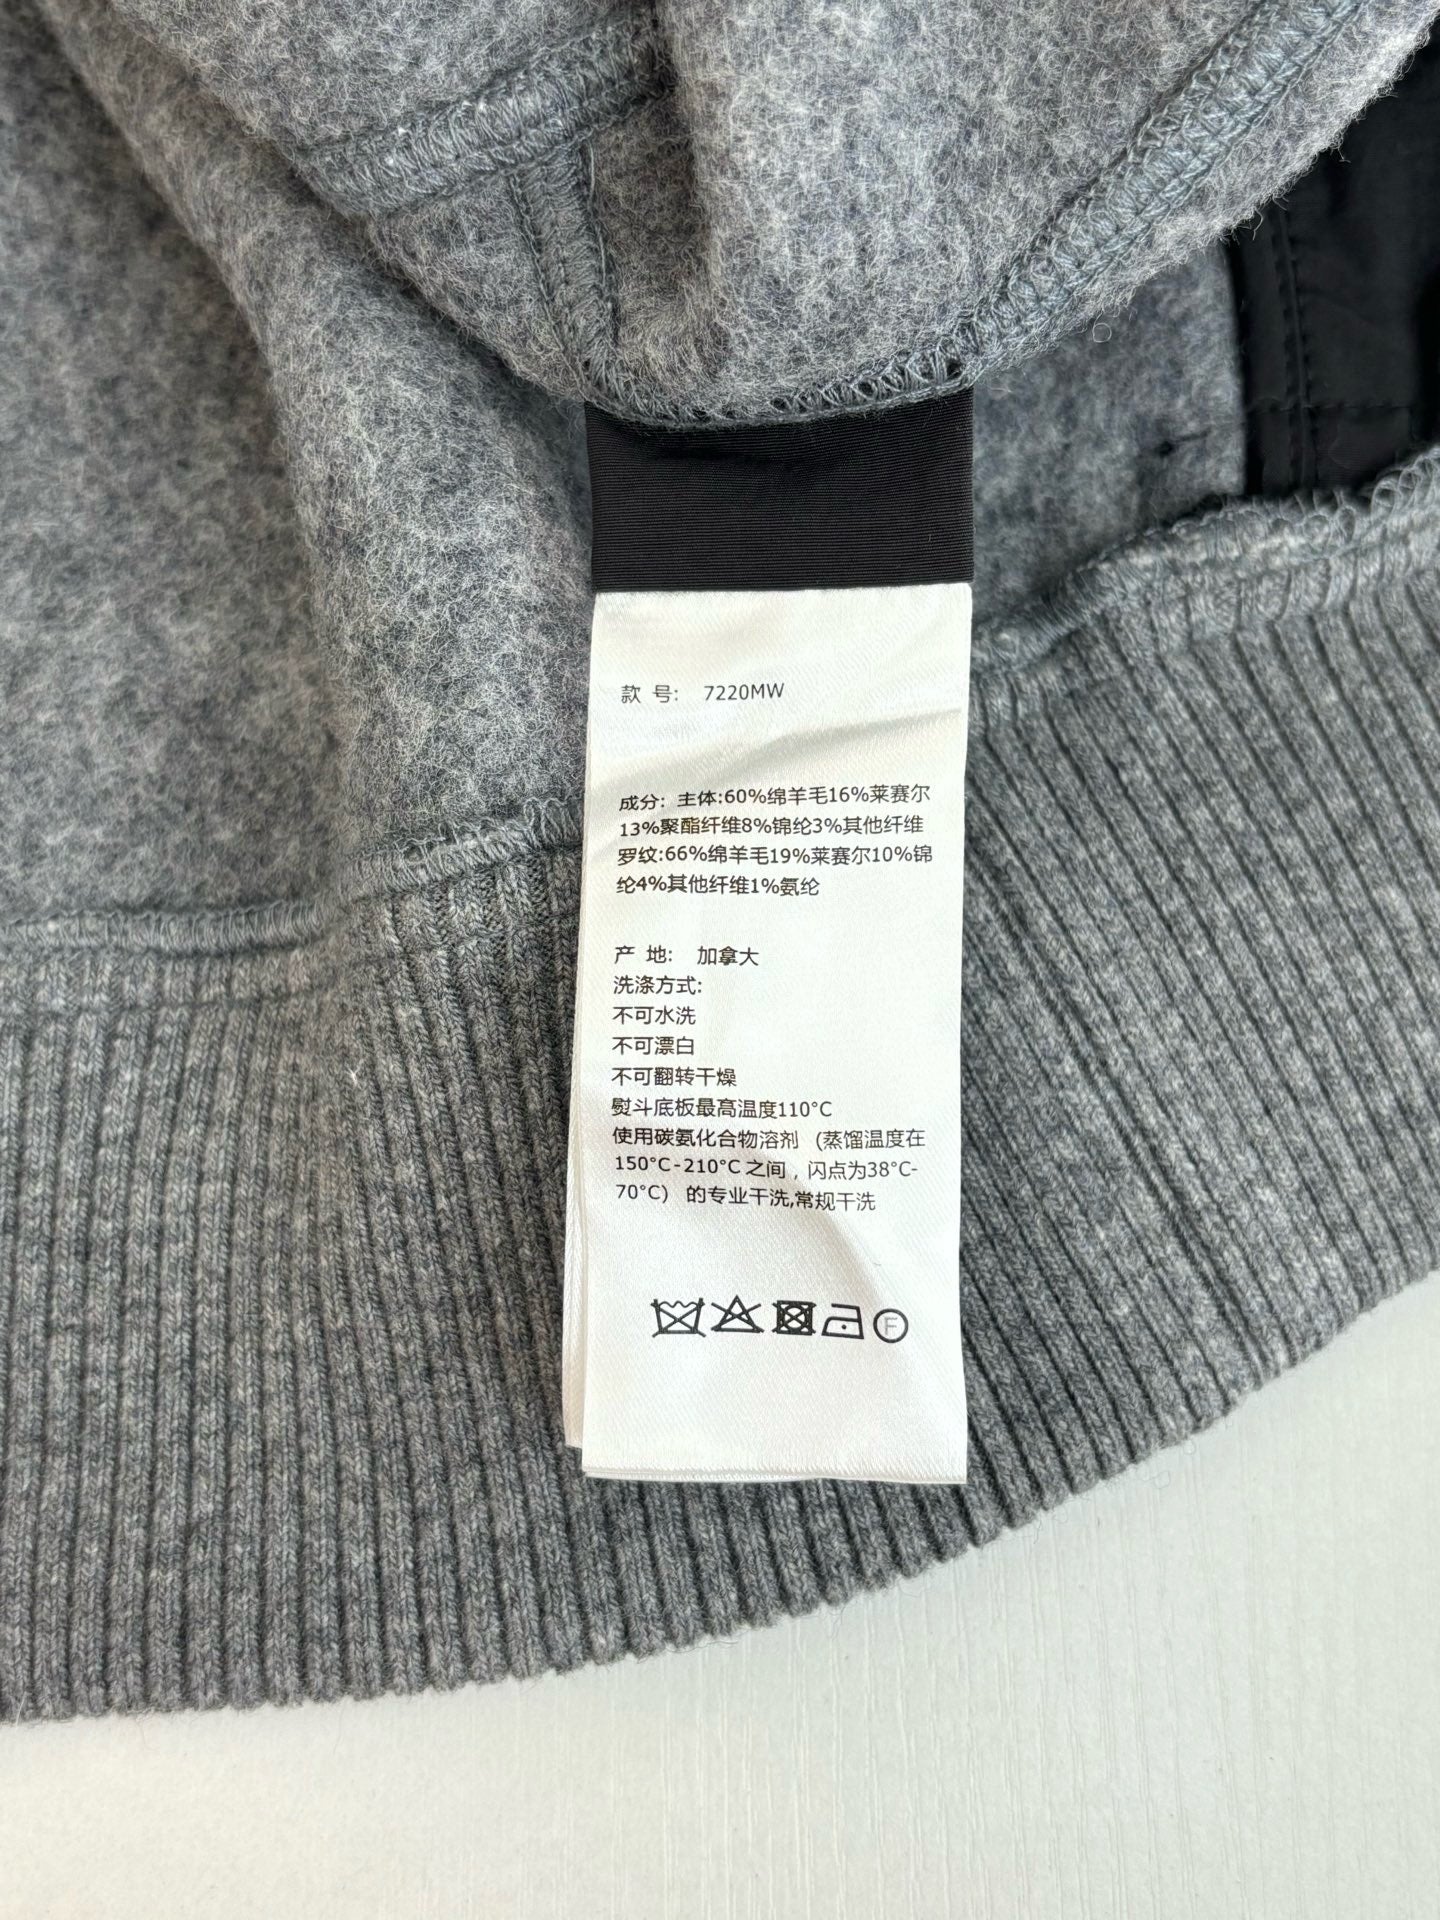 款 号: 7220MW
成分: 主体:60%绵羊毛16%莱赛尔
13%聚酯纤维8%锦纶3%其他纤维
罗纹:66%绵羊毛19%莱赛尔10%锦
纶4%其他纤维1%氨纶
产 地: 加拿大
洗涤方式:
不可水洗
不可漂白
不可翻转干燥
熨斗底板最高温度110°C
使用碳氨化合物溶剂 (蒸馏温度在
150°C-210°C之间，闪点为38°C-
70°C) 的专业干洗,常规干洗
F